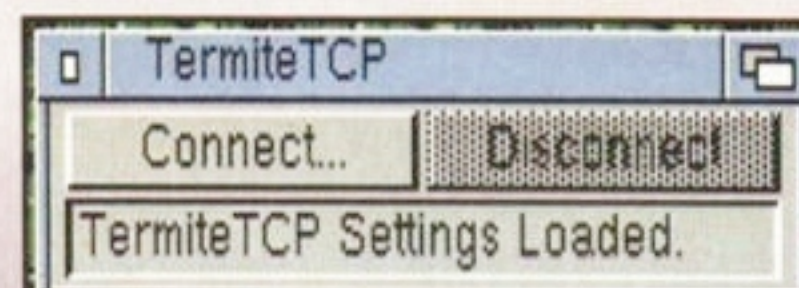 TermiteTCP
Connect... Disconnect
TermiteTCP Settings Loaded.